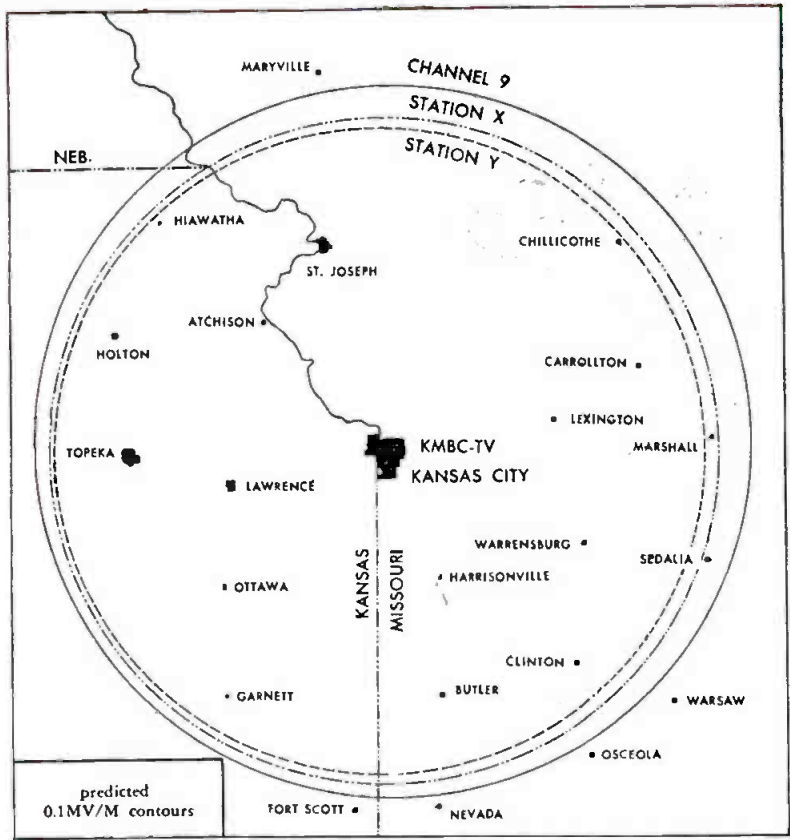 MARYVILLE
CHANNEL 9
STATION X
STATION Y
NEB.
HIAWATHA
CHILLICOTHE
ST. JOSEPH
ATCHISON
HOLTON
CARROLLTON
LEXINGTON
MARSHALL
TOPEKA
KMBC-TV
KANSAS CITY
LAWRENCE
WARRENSBURG
SEDALIA
HARRISONVILLE
KANSAS
MISSOURI
OTTAWA
CLINTON
GARNETT
BUTLER
WARSAW
OSCEOLA
predicted
0.1MV/M contours
FORT SCOTT
NEVADA